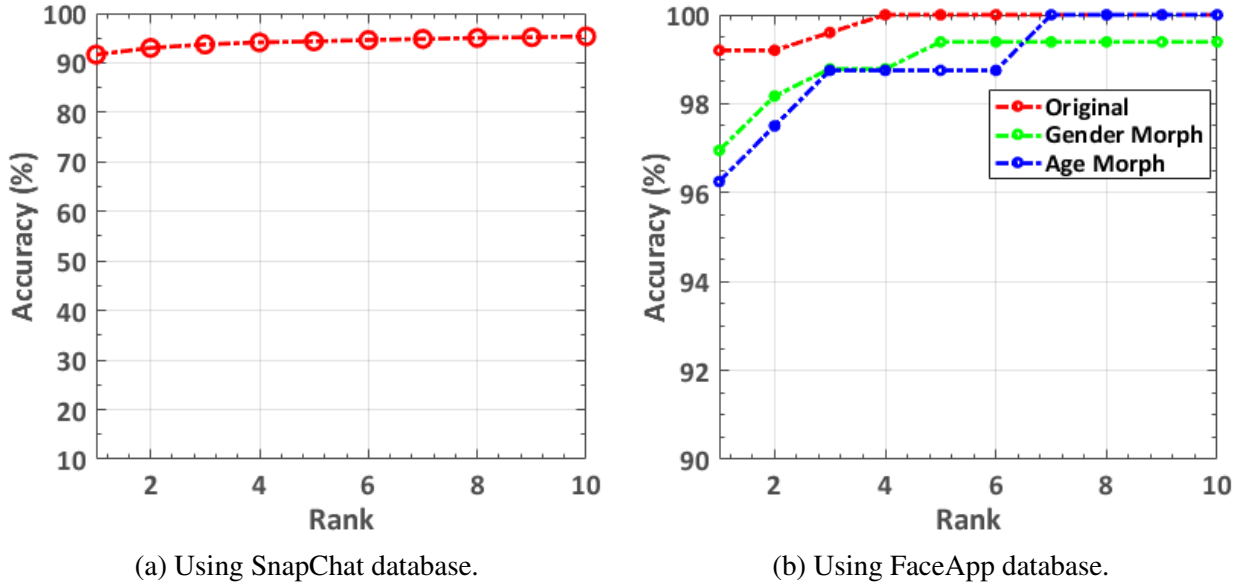 100
90
80
70
60
50
40
30
20
10
Accuracy (%)
2 4 6 8 10
Rank
(a) Using SnapChat database.
100
98
96
94
92
90
Accuracy (%)
Original
Gender Morph
Age Morph
2 4 6 8 10
Rank
(b) Using FaceApp database.